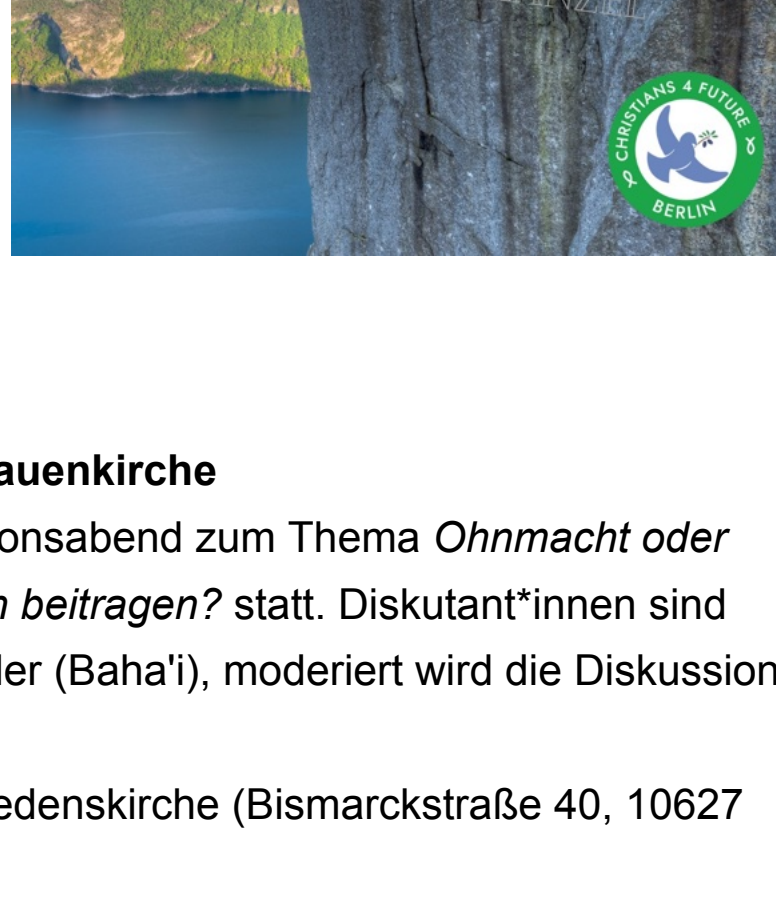 CHRISTIANS 4 FUTURE
BERLIN
auenkirche
onsabend zum Thema Ohnmacht oder
n beitragen? statt. Diskutant*innen sind
ler (Baha'i), moderiert wird die Diskussion
edenskirche (Bismarckstraße 40, 10627